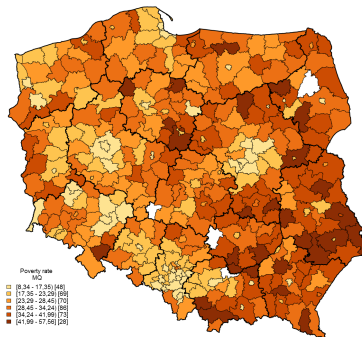 Poverty rate
MQ
[8,34 - 17,35) [48]
[17,35 - 23,29) [69]
[23,29 - 28,45) [70]
[28,45 - 34,24) [86]
[34,24 - 41,99) [73]
[41,99 - 57,56] [28]